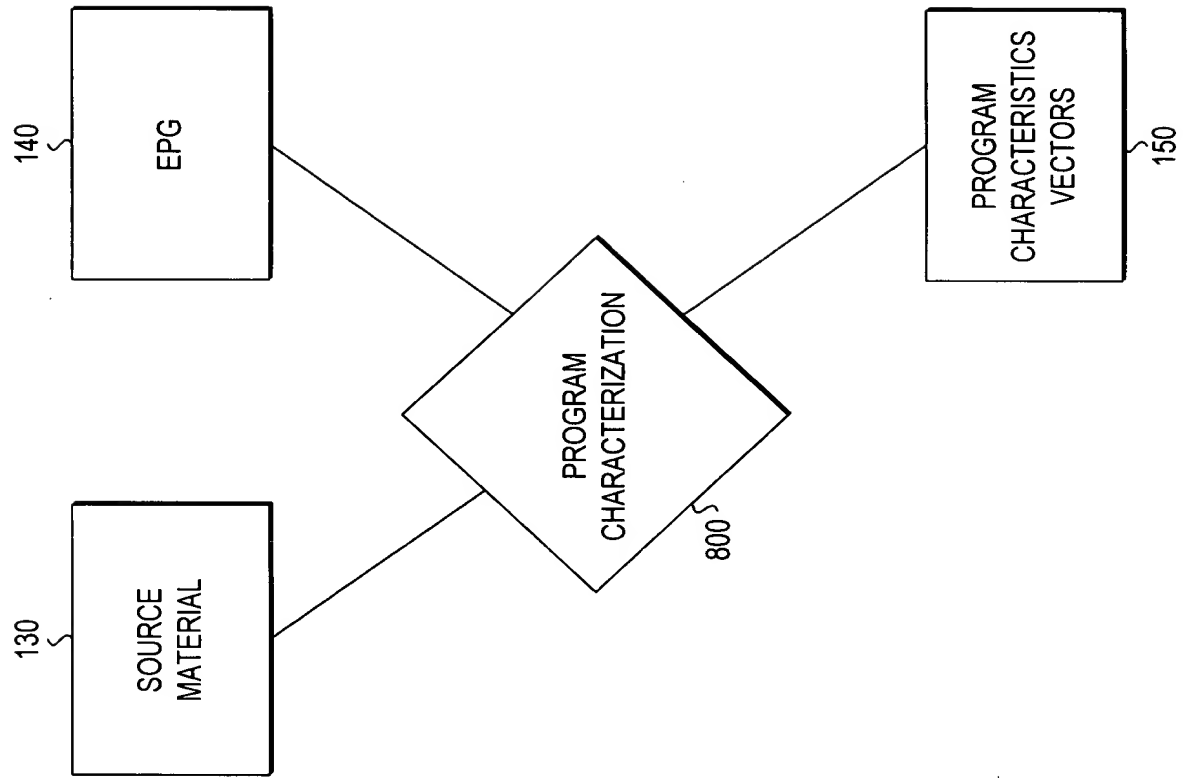 130
SOURCE
MATERIAL
140
EPG
PROGRAM
CHARACTERIZATION
800
PROGRAM
CHARACTERISTICS
VECTORS
150